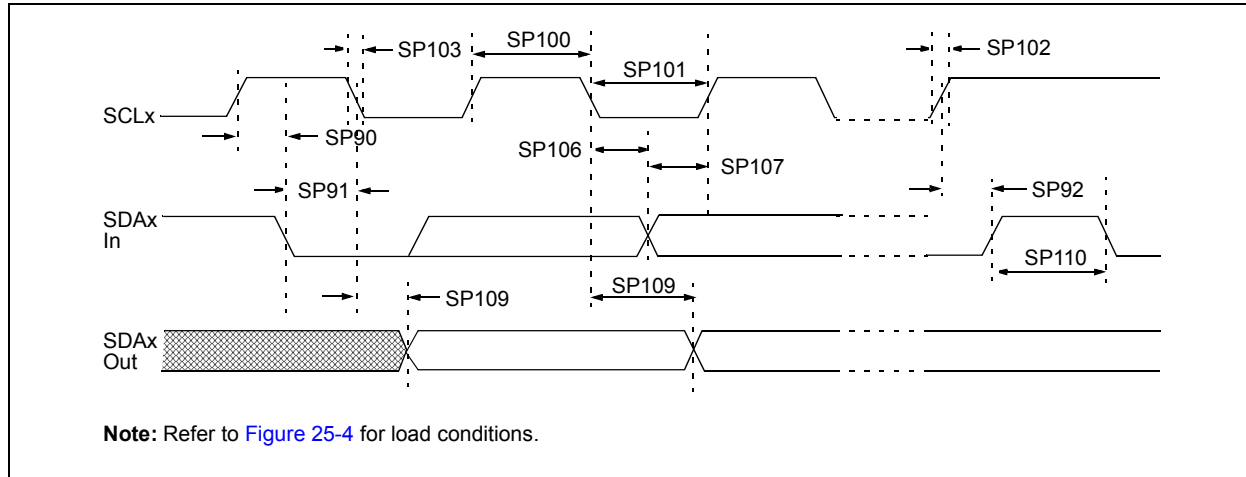 SP103
SP100
SP102
SP101
SCLx
SP90
SP106
SP107
SP91
SP92
SDAx
In
SP110
SP109
SP109
SDAx
Out
Note: Refer to Figure 25-4 for load conditions.